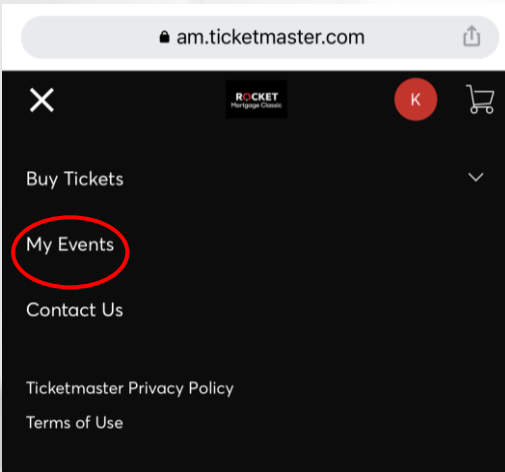 am.ticketmaster.com
ROCKET
Mortgage Classic
K
Buy Tickets
My Events
Contact Us
Ticketmaster Privacy Policy
Terms of Use